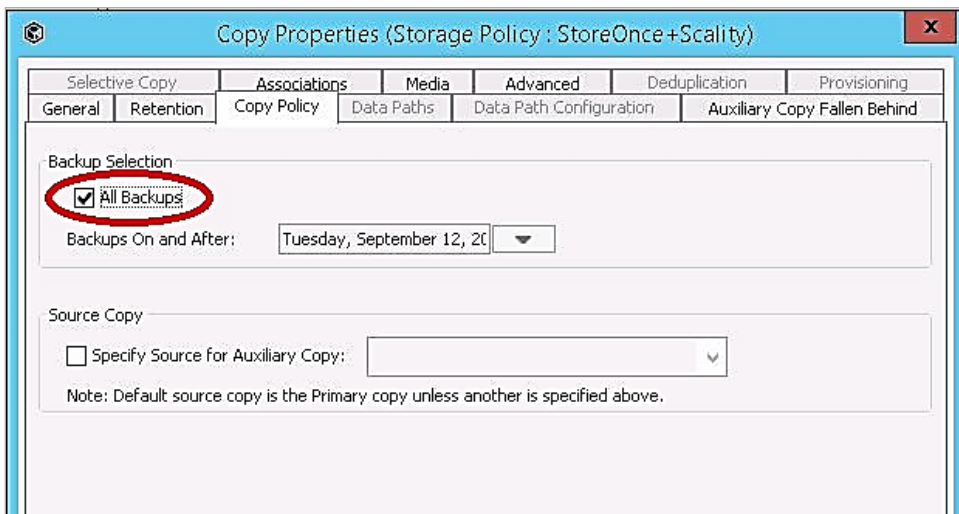 Copy Properties (Storage Policy : StoreOnce+Scality)
x
Selective Copy Associations Media Advanced Deduplication Provisioning
General Retention Copy Policy Data Paths Data Path Configuration Auxiliary Copy Fallen Behind
Backup Selection
All Backups
Backups On and After: Tuesday, September 12, 20
Source Copy
Specify Source for Auxiliary Copy:
Note: Default source copy is the Primary copy unless another is specified above.